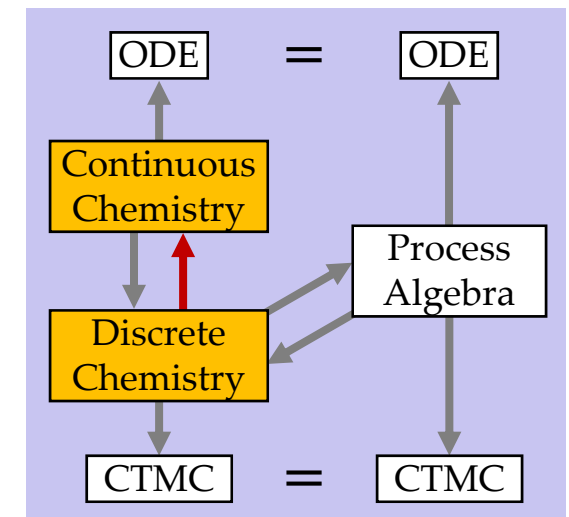 ODE = ODE
Continuous
Chemistry
Process
Algebra
Discrete
Chemistry
CTMC = CTMC